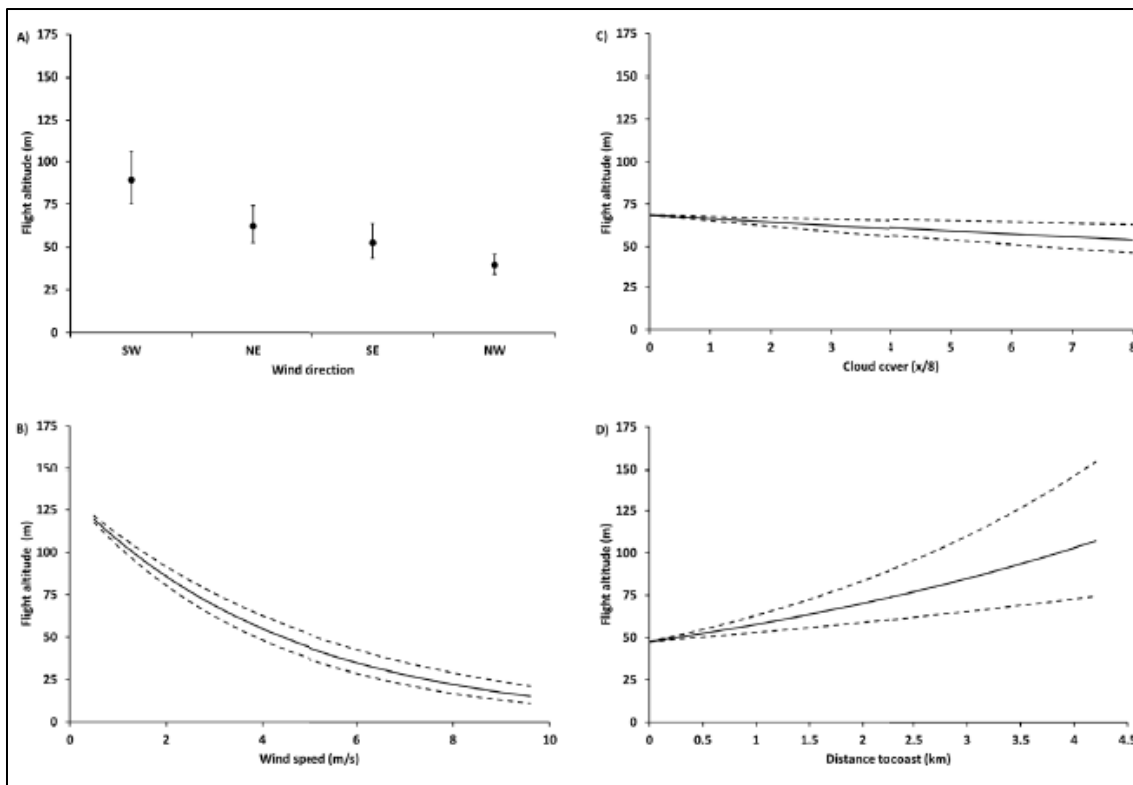 A)
175
150
125
100
75
50
25
0
Flight altitude (m)
SW NE SE NW
Wind direction
B)
175
150
125
100
75
50
25
0
Flight altitude (m)
0 2 4 6 8 10
Wind speed (m/s)
C)
175
150
125
100
75
50
25
0
Flight altitude (m)
0 1 2 3 4 5 6 7 8
Cloud cover (x/8)
D)
175
150
125
100
75
50
25
0
Flight altitude (m)
0 0.5 1 1.5 2 2.5 3 3.5 4 4.5
Distance tocoast (km)